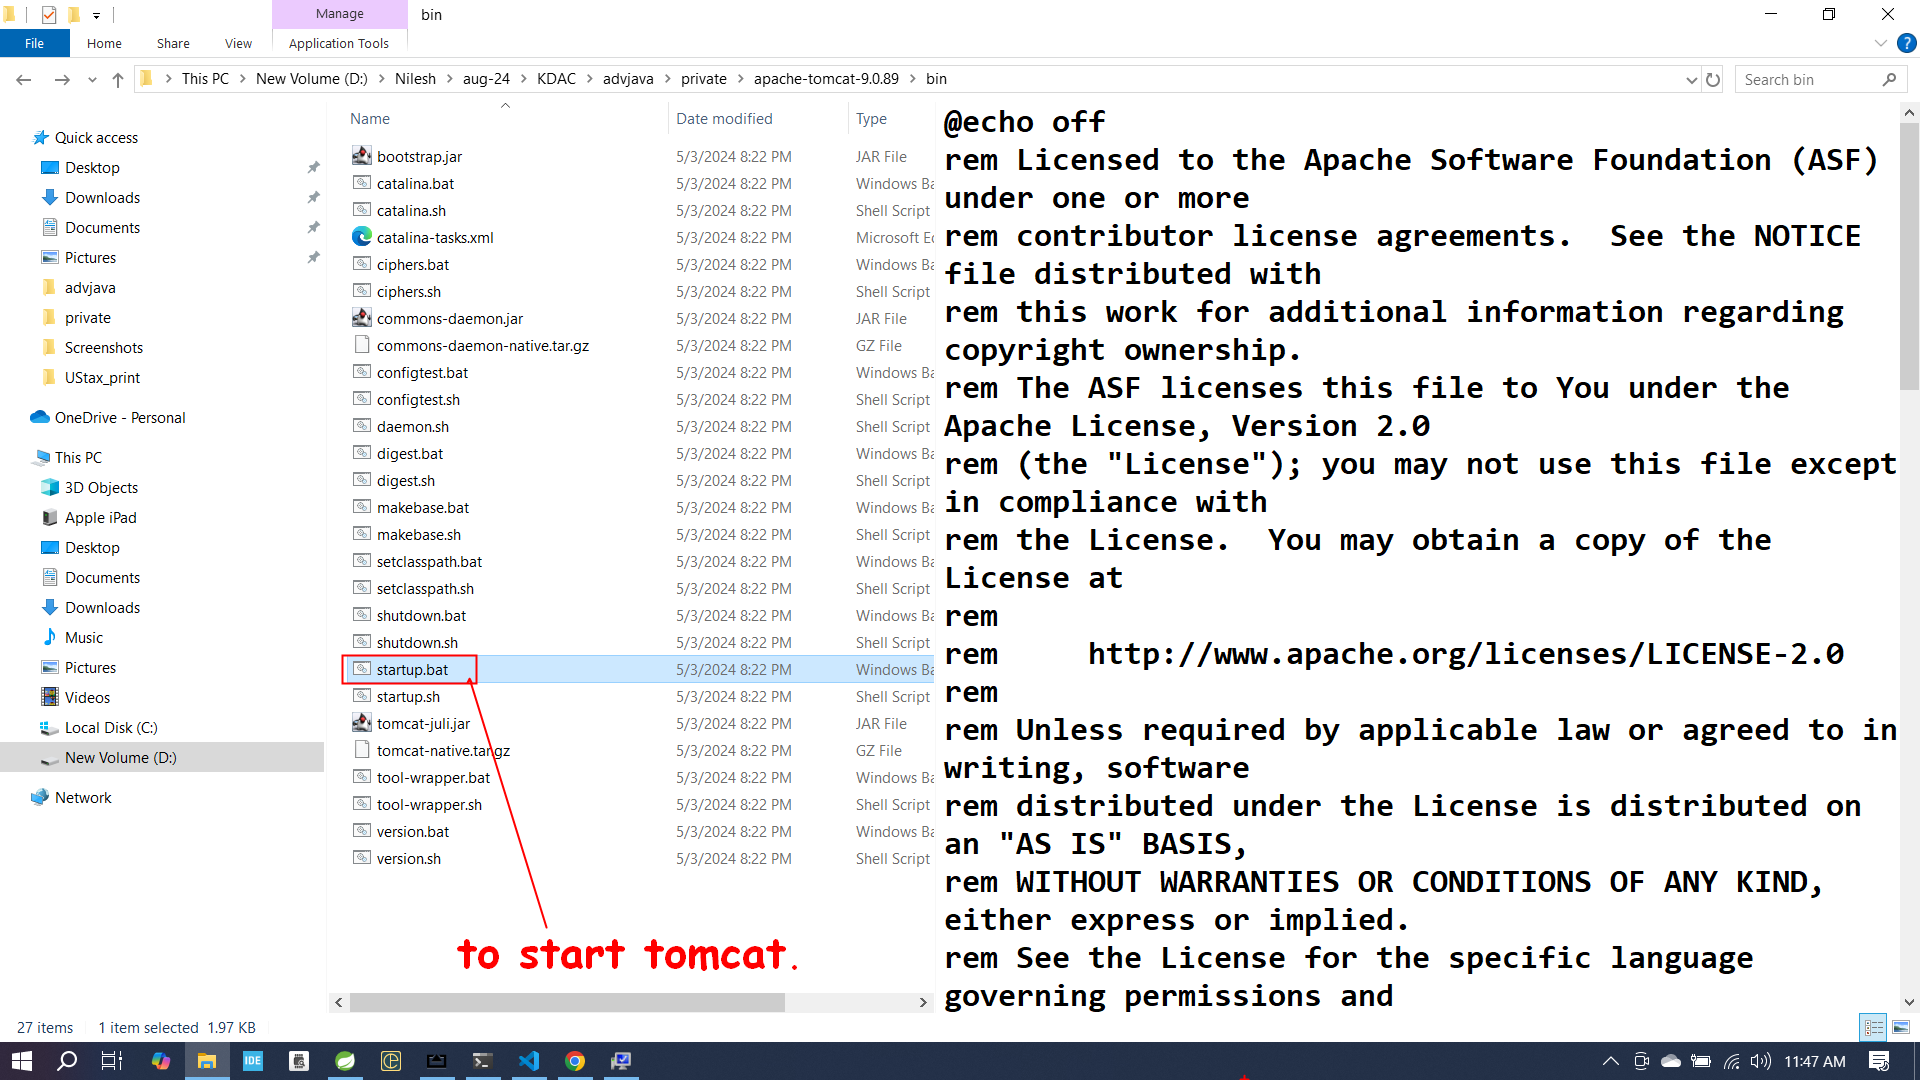 Manage
bin
File
Home
Share
View
Application Tools
This PC
New Volume (D:)
Nilesh
aug-24
KDAC
advjava
private
apache-tomcat-9.0.89
bin
Search bin
Quick access
Desktop
Downloads
Documents
Pictures
advjava
private
Screenshots
UStax_print
OneDrive - Personal
This PC
3D Objects
Apple iPad
Desktop
Documents
Downloads
Music
Pictures
Videos
Local Disk (C:)
New Volume (D:)
Network
Name Date modified Type
bootstrap.jar 5/3/2024 8:22 PM JAR File
catalina.bat 5/3/2024 8:22 PM Windows Ba
catalina.sh 5/3/2024 8:22 PM Shell Script
catalina-tasks.xml 5/3/2024 8:22 PM Microsoft Ec
ciphers.bat 5/3/2024 8:22 PM Windows Ba
ciphers.sh 5/3/2024 8:22 PM Shell Script
commons-daemon.jar 5/3/2024 8:22 PM JAR File
commons-daemon-native.tar.gz 5/3/2024 8:22 PM GZ File
configtest.bat 5/3/2024 8:22 PM Windows Ba
configtest.sh 5/3/2024 8:22 PM Shell Script
daemon.sh 5/3/2024 8:22 PM Shell Script
digest.bat 5/3/2024 8:22 PM Windows Ba
digest.sh 5/3/2024 8:22 PM Shell Script
makebase.bat 5/3/2024 8:22 PM Windows Ba
makebase.sh 5/3/2024 8:22 PM Shell Script
setclasspath.bat 5/3/2024 8:22 PM Windows Ba
setclasspath.sh 5/3/2024 8:22 PM Shell Script
shutdown.bat 5/3/2024 8:22 PM Windows Ba
shutdown.sh 5/3/2024 8:22 PM Shell Script
startup.bat 5/3/2024 8:22 PM Windows Ba
startup.sh 5/3/2024 8:22 PM Shell Script
tomcat-juli.jar 5/3/2024 8:22 PM JAR File
tomcat-native.tar.gz 5/3/2024 8:22 PM GZ File
tool-wrapper.bat 5/3/2024 8:22 PM Windows Ba
tool-wrapper.sh 5/3/2024 8:22 PM Shell Script
version.bat 5/3/2024 8:22 PM Windows Ba
version.sh 5/3/2024 8:22 PM Shell Script
to start tomcat.
@echo off
rem Licensed to the Apache Software Foundation (ASF)
under one or more
rem contributor license agreements.  See the NOTICE
file distributed with
rem this work for additional information regarding
copyright ownership.
rem The ASF licenses this file to You under the
Apache License, Version 2.0
rem (the "License"); you may not use this file except
in compliance with
rem the License.  You may obtain a copy of the
License at
rem
rem     http://www.apache.org/licenses/LICENSE-2.0
rem
rem Unless required by applicable law or agreed to in
writing, software
rem distributed under the License is distributed on
an "AS IS" BASIS,
rem WITHOUT WARRANTIES OR CONDITIONS OF ANY KIND,
either express or implied.
rem See the License for the specific language
governing permissions and
27 items
1 item selected 1.97 KB
IDE
11:47 AM